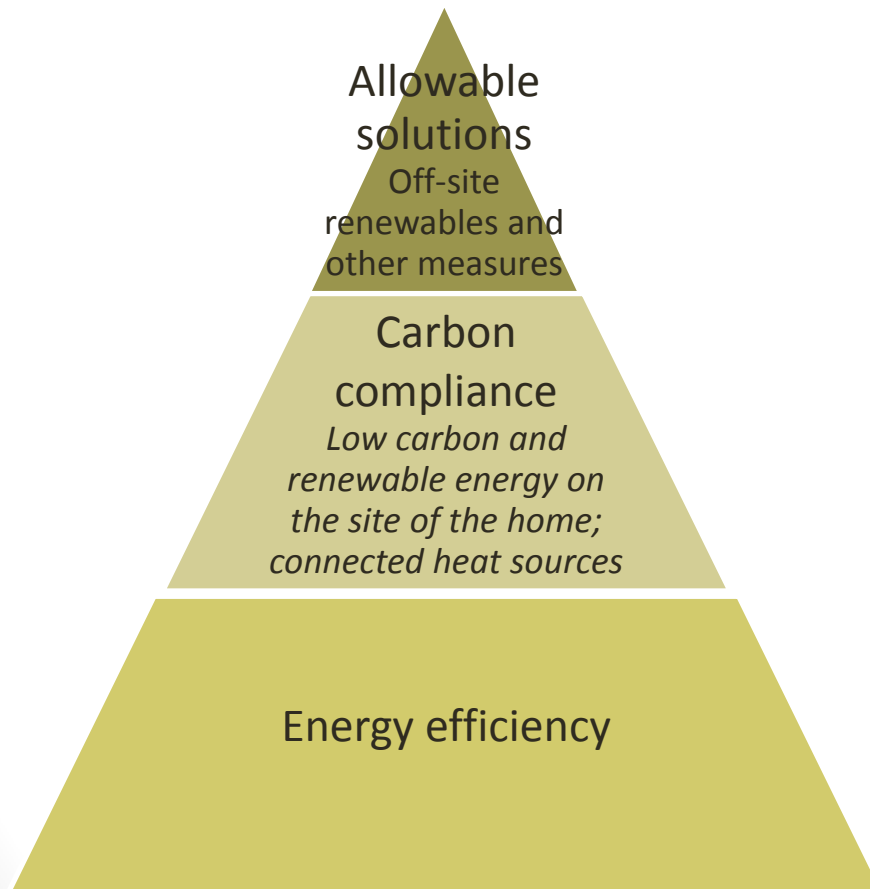 Allowable
solutions
Off-site
renewables and
other measures
Carbon
compliance
Low carbon and
renewable energy on
the site of the home;
connected heat sources
Energy efficiency